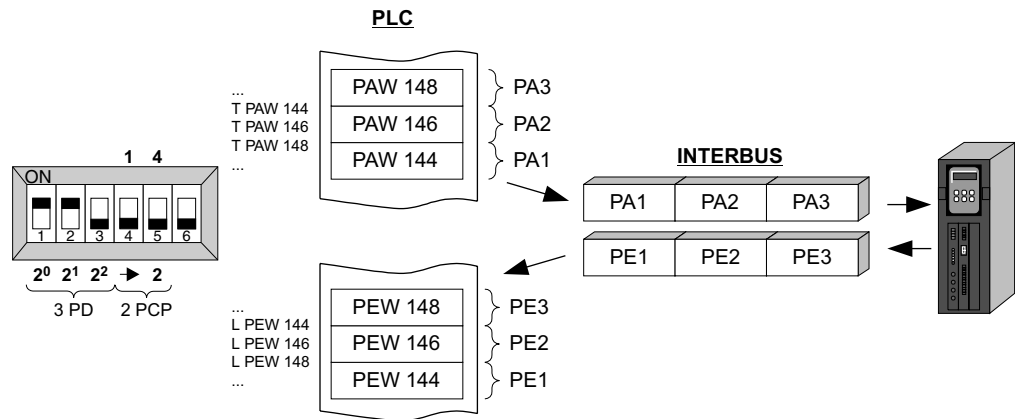 PLC
...
T PAW 144
T PAW 146
T PAW 148
...
PAW 148
PAW 146
PAW 144
PA3
PA2
PA1
1 4
ON
1 2 3 4 5 6
2⁰ 2¹ 2² 2
3 PD 2 PCP
INTERBUS
PA1 PA2 PA3
PE1 PE2 PE3
...
L PEW 144
L PEW 146
L PEW 148
...
PEW 148
PEW 146
PEW 144
PE3
PE2
PE1